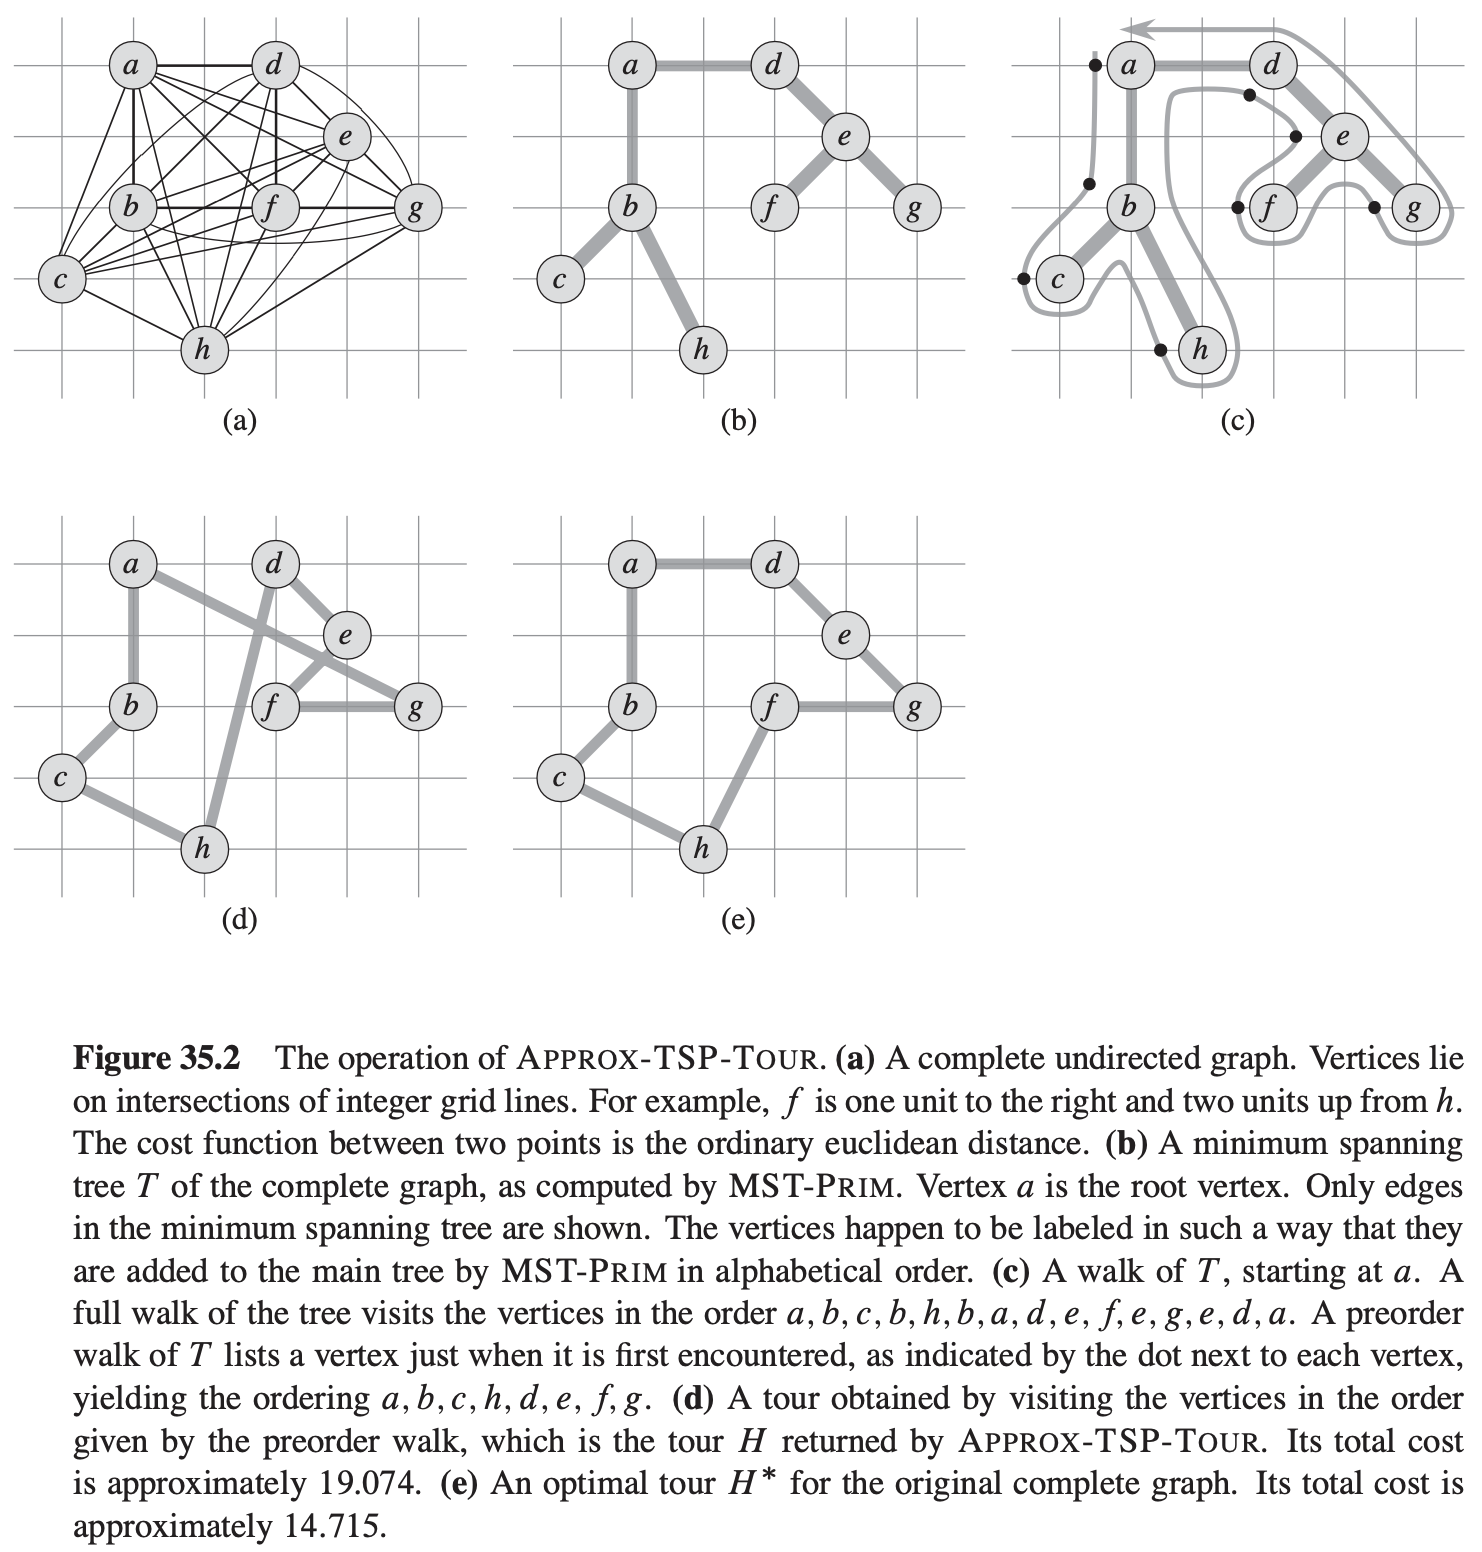 a d
e
b f g
c
h
(a)
a d
e
b f g
c
h
(b)
a d
e
b f g
c
h
(c)
a d
e
b f g
c
h
(d)
a d
e
b f g
c
h
(e)
Figure 35.2 The operation of APPROX-TSP-TOUR. (a) A complete undirected graph. Vertices lie
on intersections of integer grid lines. For example, f is one unit to the right and two units up from h.
The cost function between two points is the ordinary euclidean distance. (b) A minimum spanning
tree T of the complete graph, as computed by MST-PRIM. Vertex a is the root vertex. Only edges
in the minimum spanning tree are shown. The vertices happen to be labeled in such a way that they
are added to the main tree by MST-PRIM in alphabetical order. (c) A walk of T, starting at a. A
full walk of the tree visits the vertices in the order a, b, c, b, h, b, a, d, e, f, e, g, e, d, a. A preorder
walk of T lists a vertex just when it is first encountered, as indicated by the dot next to each vertex,
yielding the ordering a, b, c, h, d, e, f, g. (d) A tour obtained by visiting the vertices in the order
given by the preorder walk, which is the tour H returned by APPROX-TSP-TOUR. Its total cost
is approximately 19.074. (e) An optimal tour H* for the original complete graph. Its total cost is
approximately 14.715.